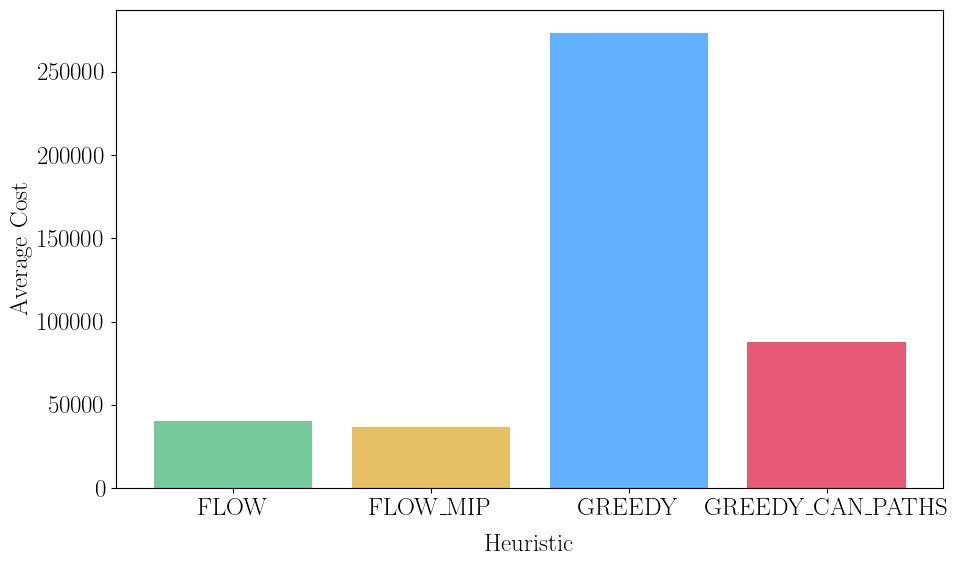 250000
200000
150000
100000
50000
0
Average Cost
FLOW
FLOW_MIP
GREEDY
GREEDY_CAN_PATHS
Heuristic